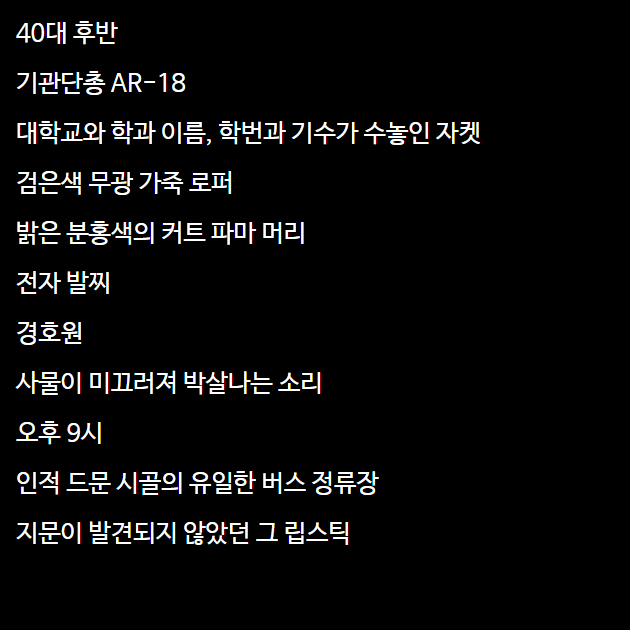 40대 후반
기관단총 AR-18
대학교와 학과 이름, 학번과 기수가 수놓인 자켓
검은색 무광 가죽 로퍼
밝은 분홍색의 커트 파마 머리
전자 발찌
경호원
사물이 미끄러져 박살나는 소리
오후 9시
인적 드문 시골의 유일한 버스 정류장
지문이 발견되지 않았던 그 립스틱